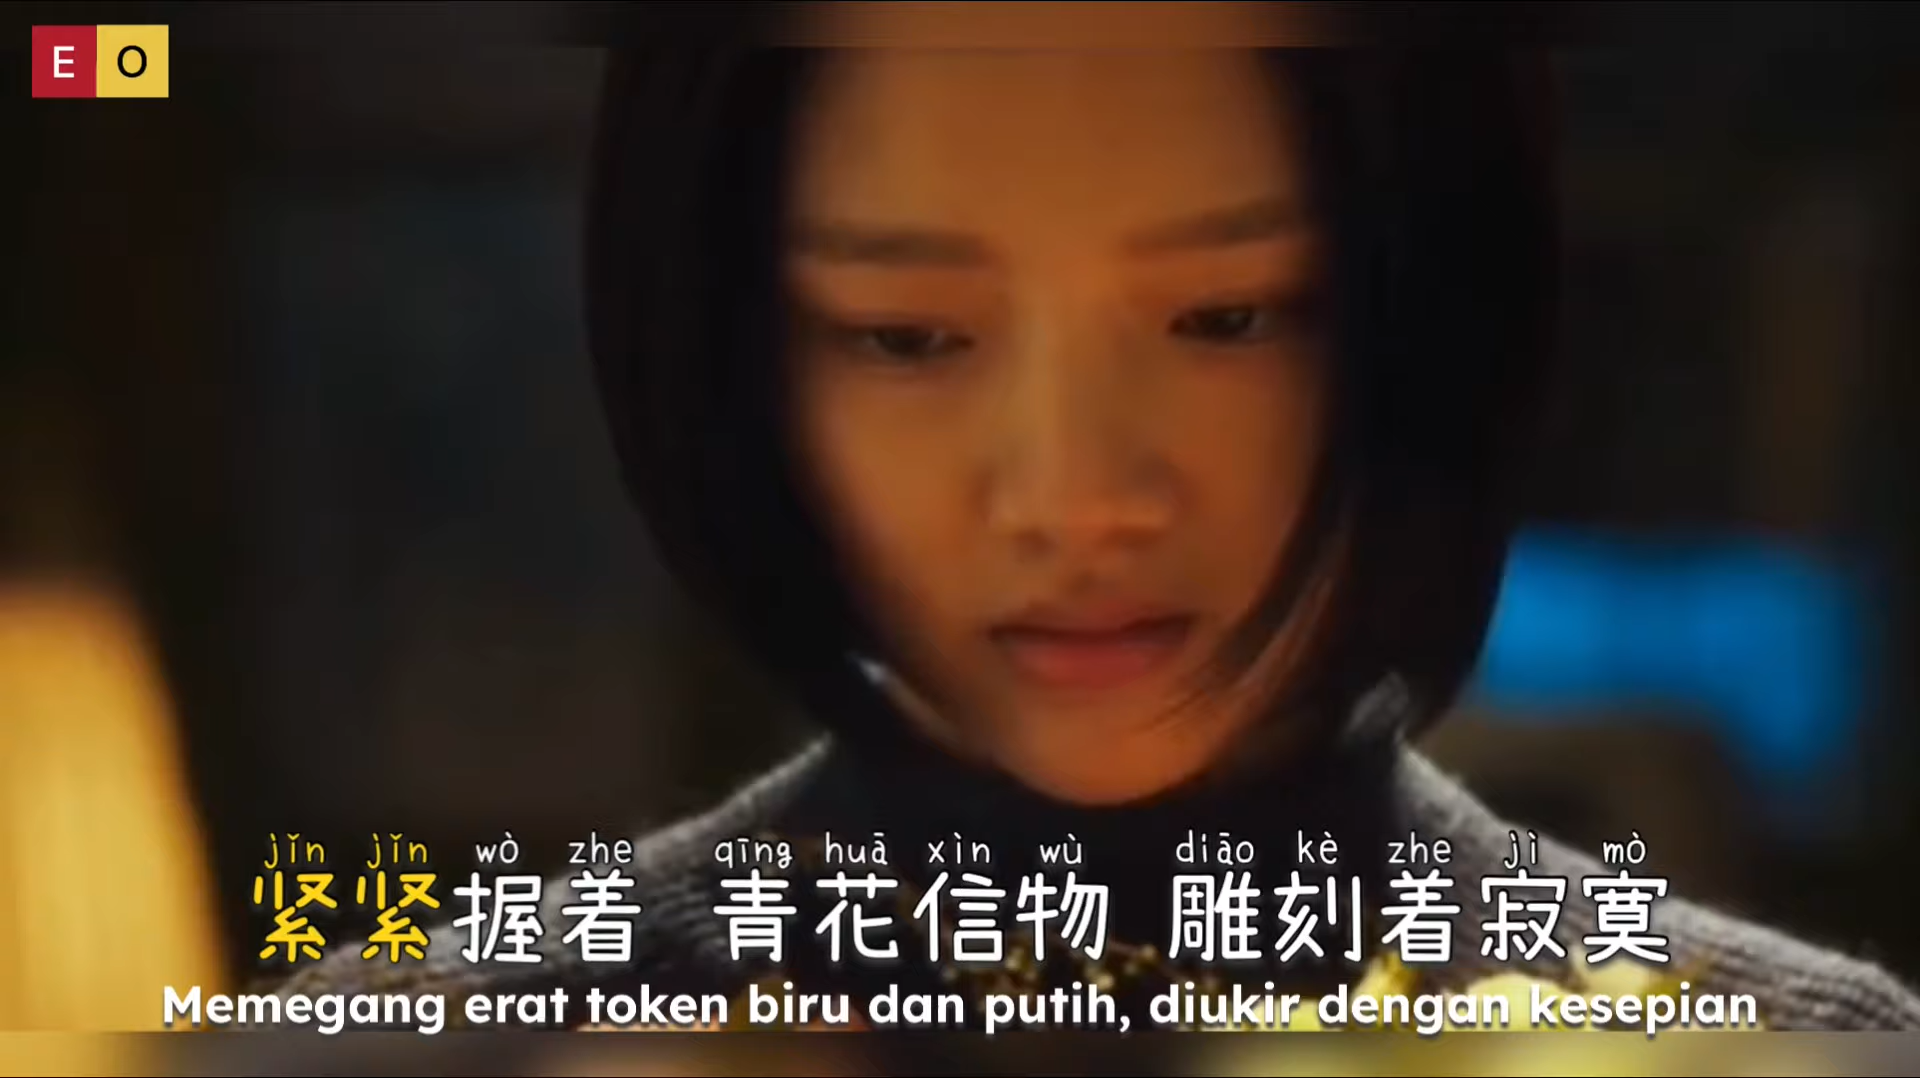 E O
jǐn jǐn wò zhe qīng huā xìn wù diāo kè zhe jì mò
紧紧握着 青花信物 雕刻着寂寞
Memegang erat token biru dan putih, diukir dengan kesepian